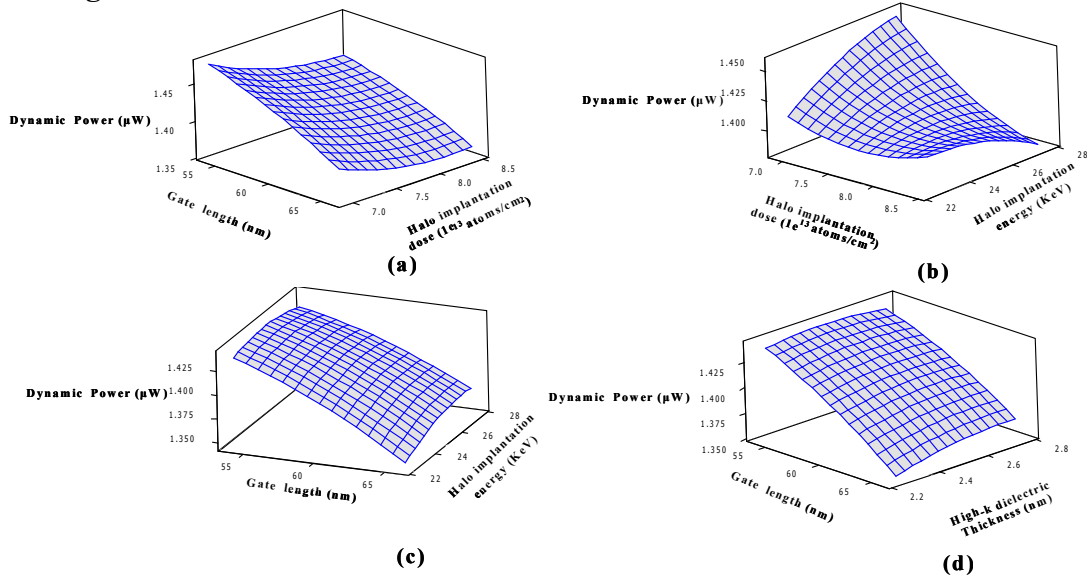 Dynamic Power (µW)
1.45
1.40
1.35
55
60
65
Gate length (nm)
7.0
7.5
8.0
8.5
Halo implantation
dose (1e13 atoms/cm2)
(a)
Dynamic Power (µW)
1.450
1.425
1.400
7.0
7.5
8.0
8.5
Halo implantation
dose (1e13 atoms/cm2)
22
24
26
28
Halo implantation
energy (KeV)
(b)
Dynamic Power (µW)
1.425
1.400
1.375
1.350
55
60
65
Gate length (nm)
22
24
26
28
Halo implantation
energy (KeV)
(c)
Dynamic Power (µW)
1.425
1.400
1.375
1.350
55
60
65
Gate length (nm)
2.2
2.4
2.6
2.8
High-k dielectric
Thickness (nm)
(d)